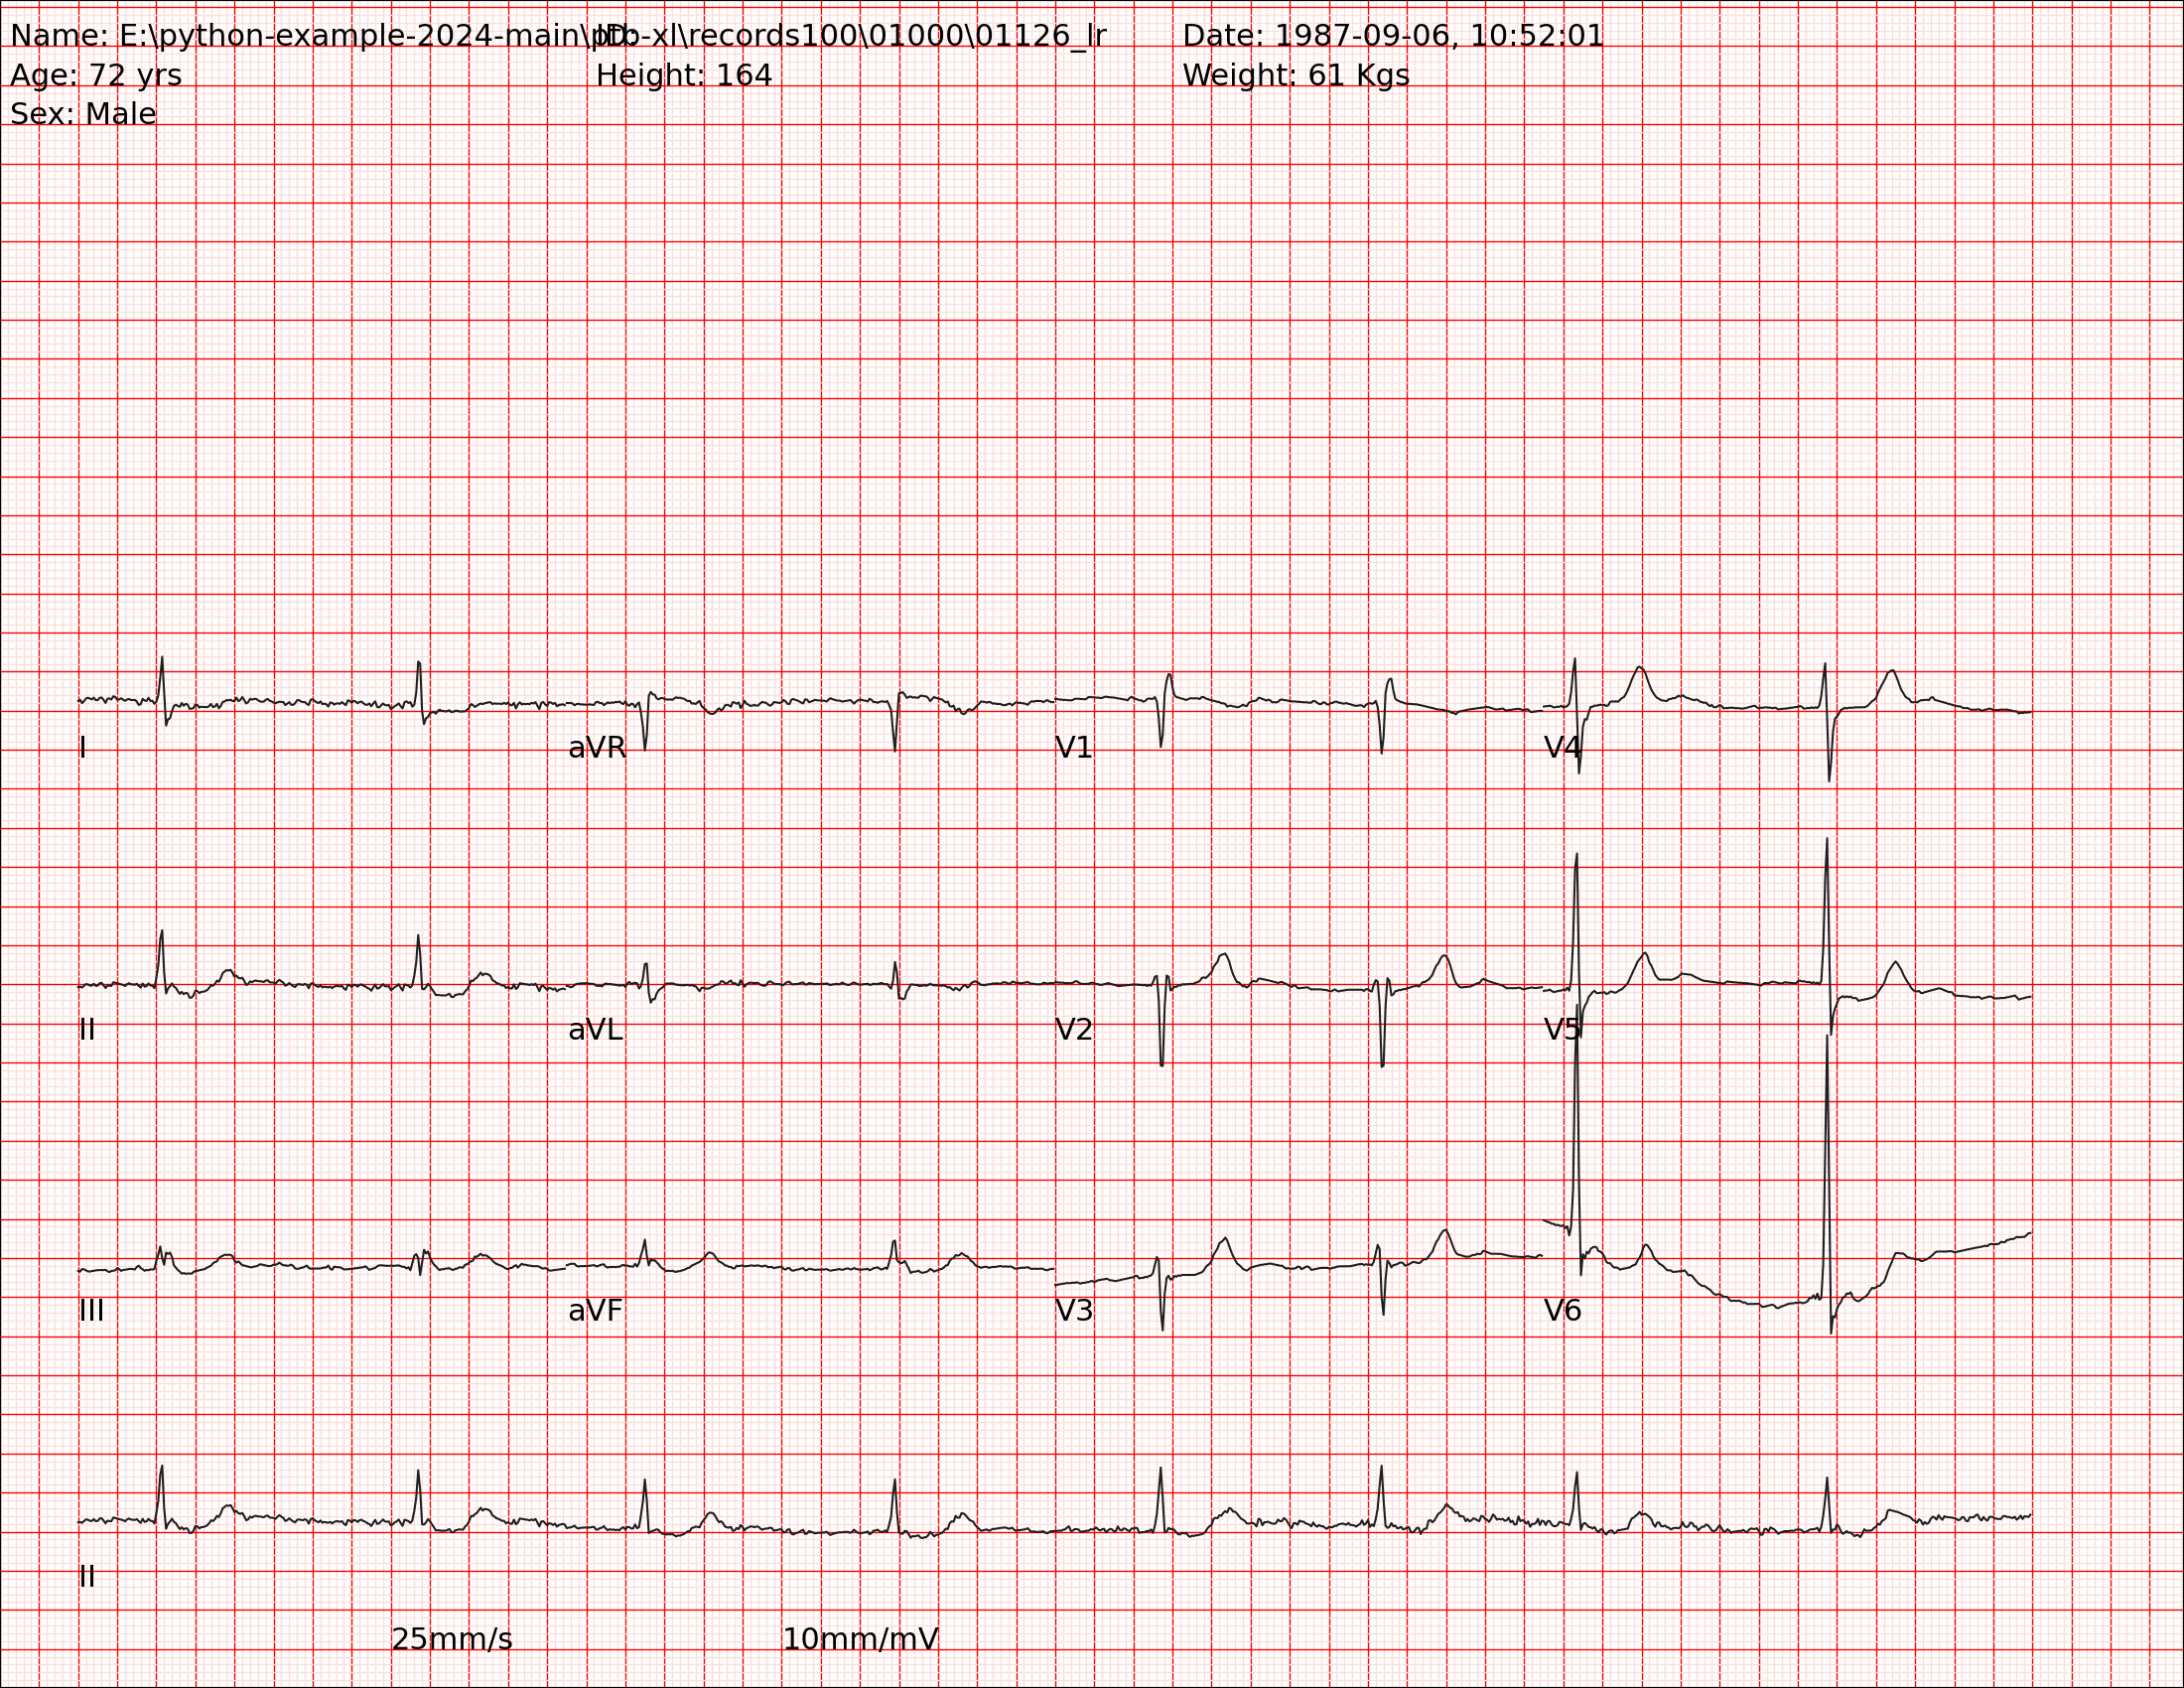 Name: E:\python-example-2024-main\ptb-xl\records100\01000\01126_lr ID: Date: 1987-09-06, 10:52:01
Age: 72 yrs Height: 164 Weight: 61 Kgs
Sex: Male
I aVR V1 V4
II aVL V2 V5
III aVF V3 V6
II
25mm/s 10mm/mV